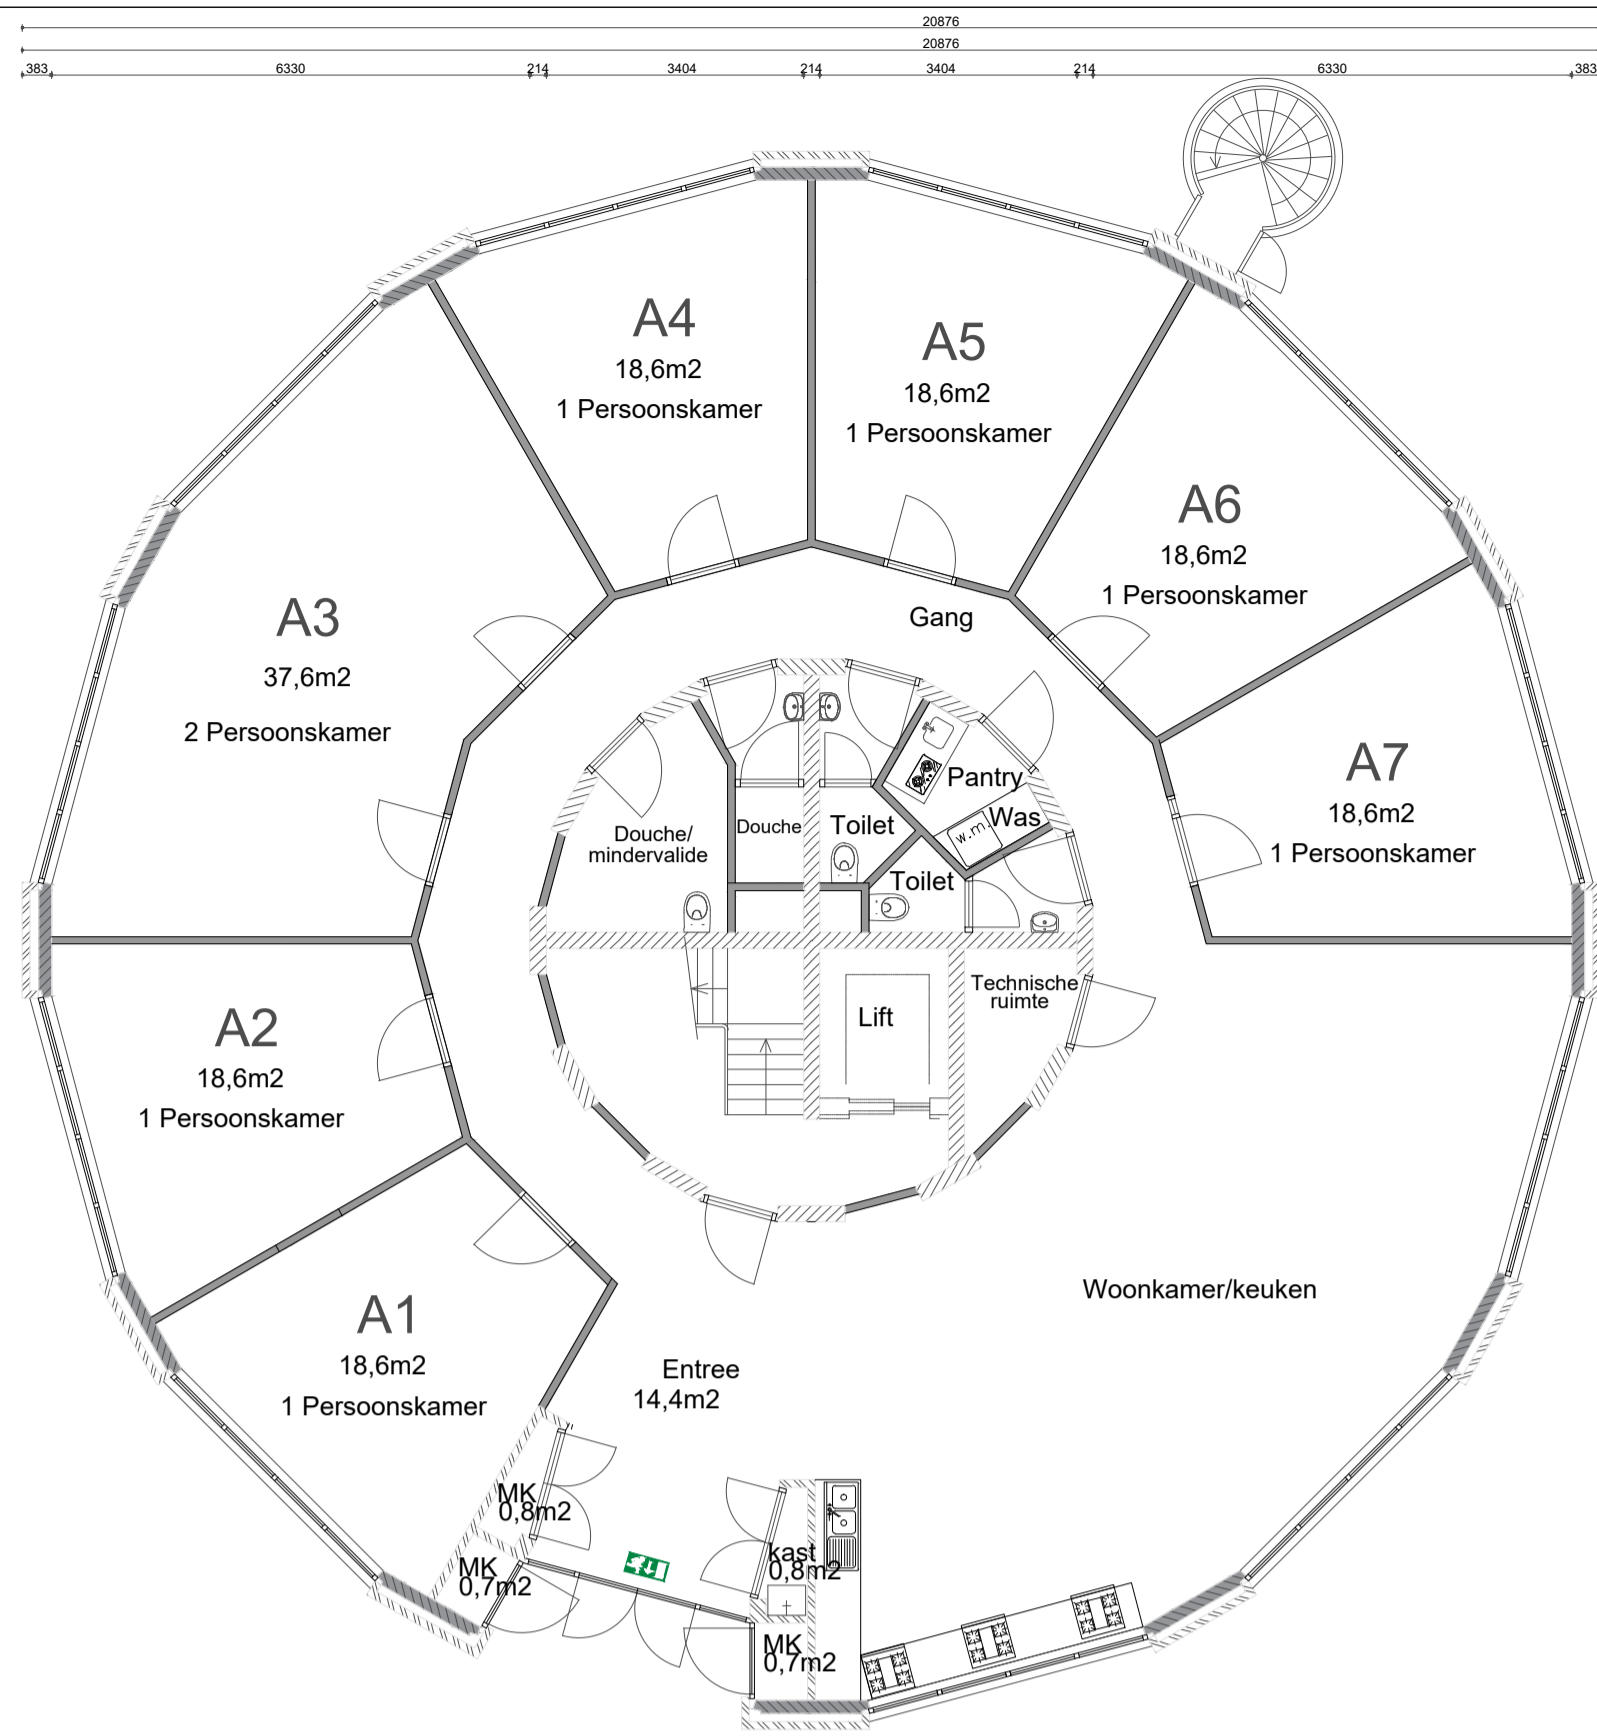 20876
20876
383 6330 214 3404 214 3404 214 6330 383
A4
18,6m2
1 Persoonskamer
A5
18,6m2
1 Persoonskamer
A6
18,6m2
1 Persoonskamer
A3
37,6m2
2 Persoonskamer
Gang
A7
18,6m2
1 Persoonskamer
Pantry
Was
w.m.
Douche/
mindervalide
Douche
Toilet
Toilet
Technische
ruimte
Lift
A2
18,6m2
1 Persoonskamer
A1
18,6m2
1 Persoonskamer
Woonkamer/keuken
Entree
14,4m2
MK
0,8m2
MK
0,7m2
kast
0,8m2
MK
0,7m2